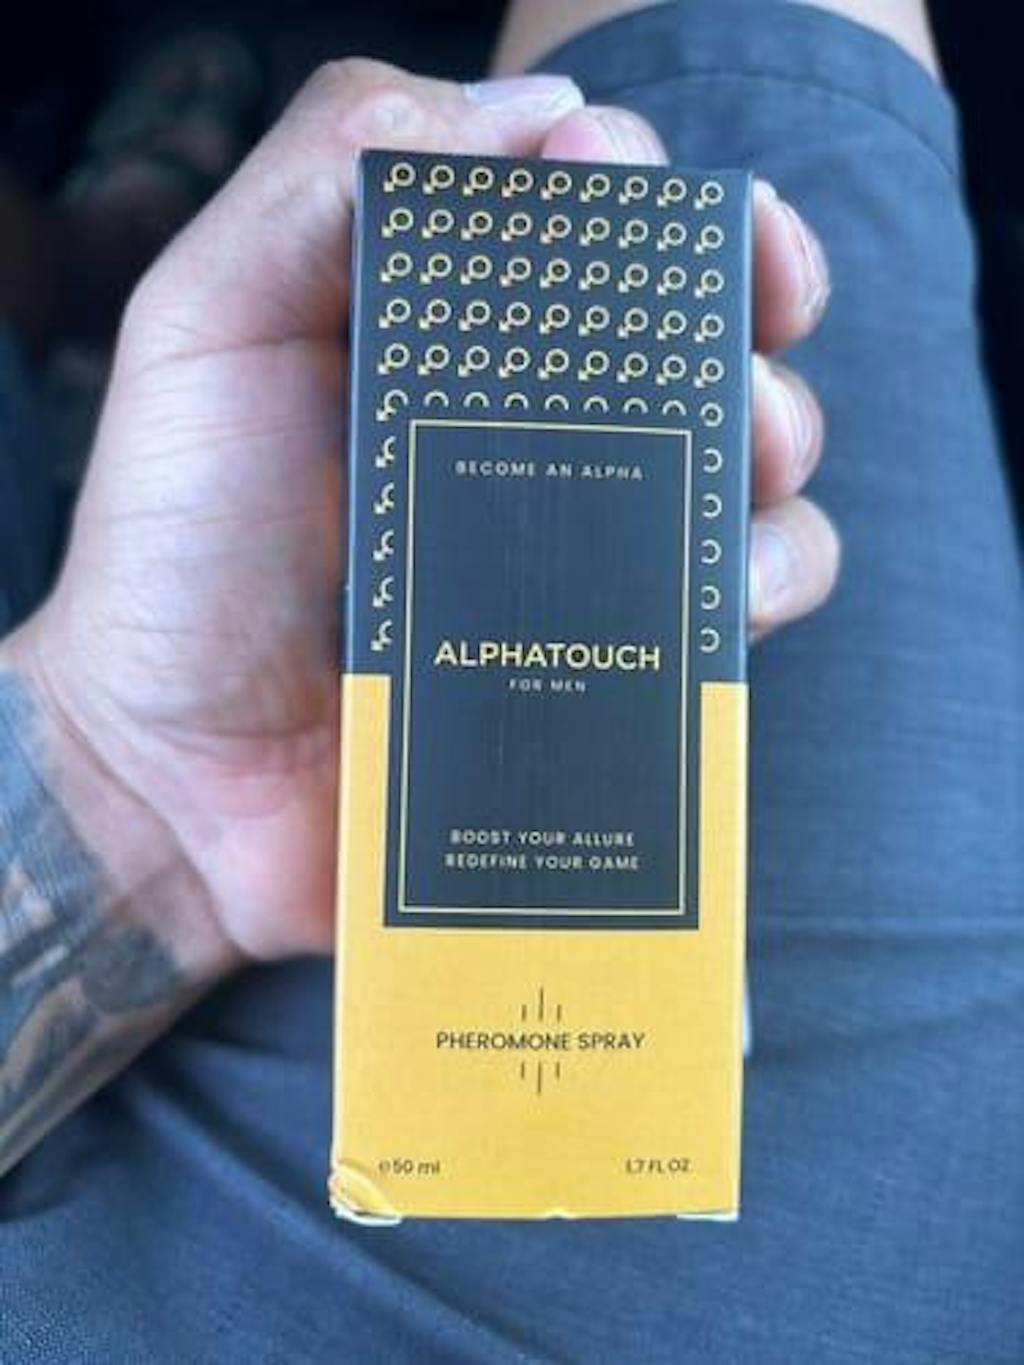 BECOME AN ALPHA
ALPHATOUCH
FOR MEN
BOOST YOUR ALLURE
REDEFINE YOUR GAME
PHEROMONE SPRAY
℮50 ml
1.7 FL OZ